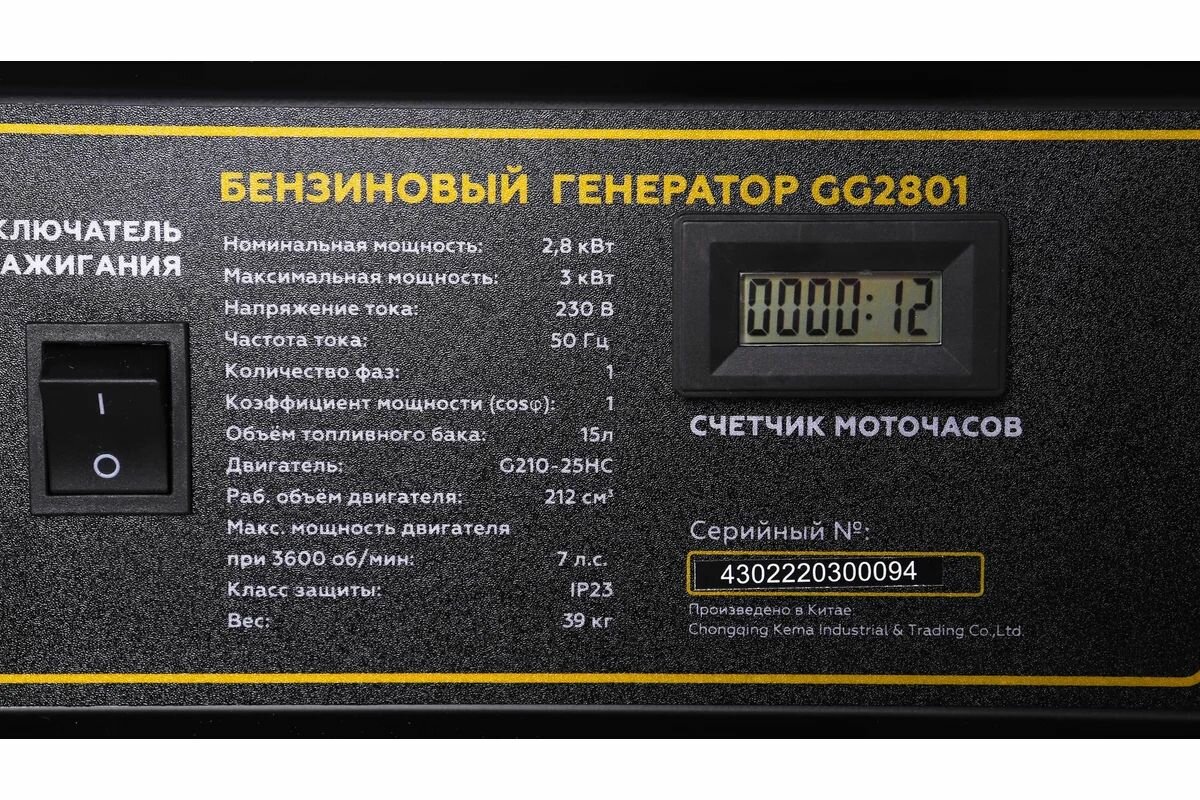 БЕНЗИНОВЫЙ ГЕНЕРАТОР GG2801
КЛЮЧАТЕЛЬ
АЖИГАНИЯ
I
O
Номинальная мощность: 2,8 кВт
Максимальная мощность: 3 кВт
Напряжение тока: 230 В
Частота тока: 50 Гц
Количество фаз: 1
Коэффициент мощности (cosφ): 1
Объём топливного бака: 15л
Двигатель: G210-25HC
Раб. объём двигателя: 212 см³
Макс. мощность двигателя
при 3600 об/мин: 7 л.с.
Класс защиты: IP23
Вес: 39 кг
0000:12
СЧЕТЧИК МОТОЧАСОВ
Серийный №:
4302220300094
Произведено в Китае:
Chongqing Kema Industrial & Trading Co.,Ltd.